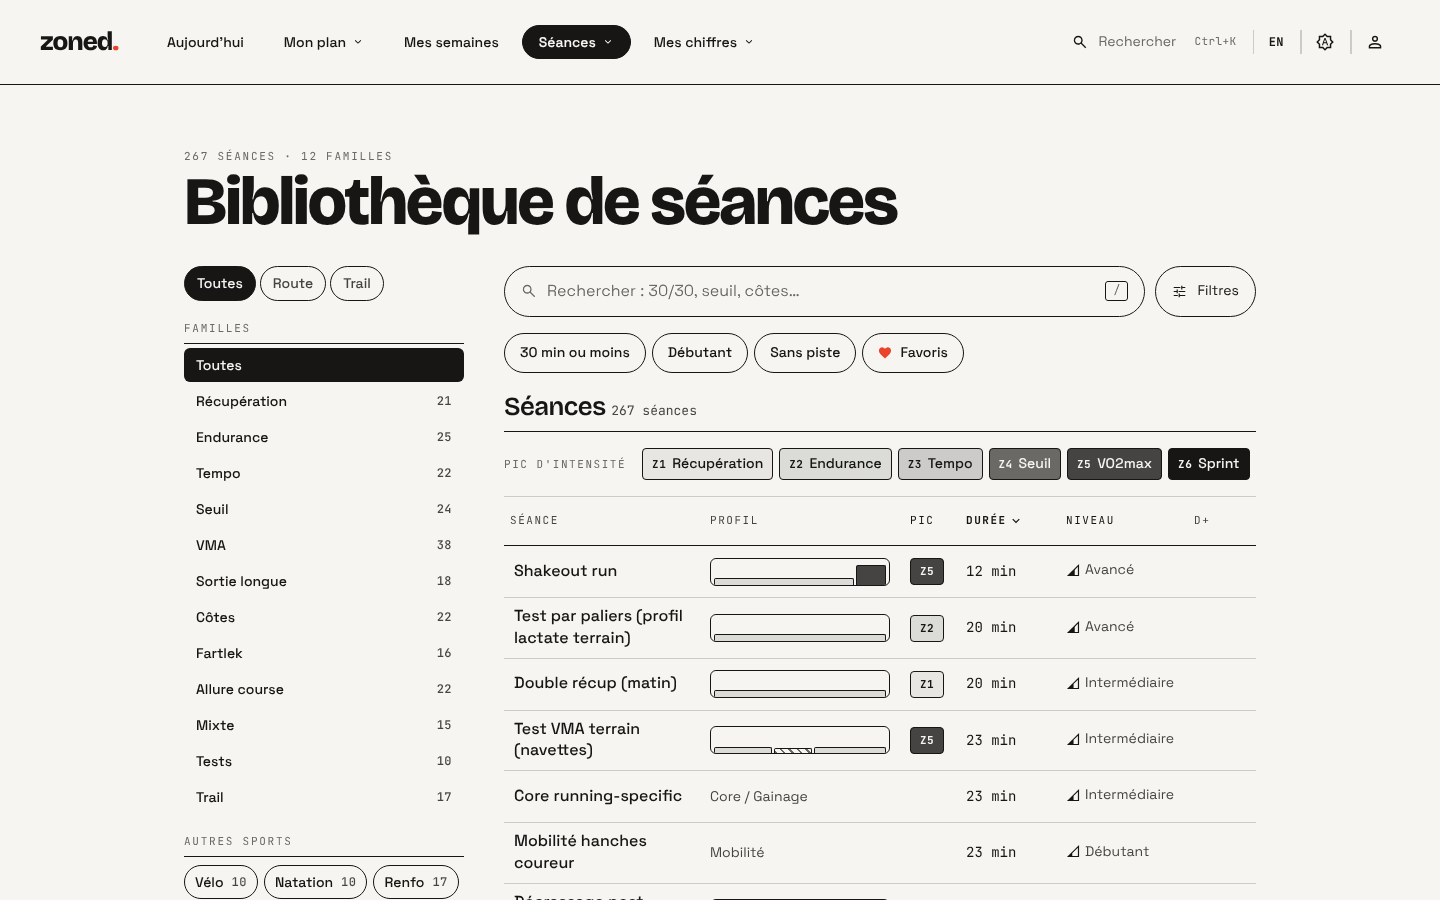 zoned.
Aujourd'hui
Mon plan
Mes semaines
Séances
Mes chiffres
Rechercher Ctrl+K
EN
A
267 SÉANCES · 12 FAMILLES
Bibliothèque de séances
Toutes
Route
Trail
FAMILLES
Toutes
Récupération 21
Endurance 25
Tempo 22
Seuil 24
VMA 38
Sortie longue 18
Côtes 22
Fartlek 16
Allure course 22
Mixte 15
Tests 10
Trail 17
AUTRES SPORTS
Vélo 10
Natation 10
Renfo 17
Rechercher : 30/30, seuil, côtes... /
Filtres
30 min ou moins
Débutant
Sans piste
Favoris
Séances 267 séances
PIC D'INTENSITÉ
Z1 Récupération
Z2 Endurance
Z3 Tempo
Z4 Seuil
Z5 VO2max
Z6 Sprint
SÉANCE PROFIL PIC DURÉE NIVEAU D+
Shakeout run Z5 12 min Avancé
Test par paliers (profil
lactate terrain) Z2 20 min Avancé
Double récup (matin) Z1 20 min Intermédiaire
Test VMA terrain
(navettes) Z5 23 min Intermédiaire
Core running-specific Core / Gainage 23 min Intermédiaire
Mobilité hanches
coureur Mobilité 23 min Débutant